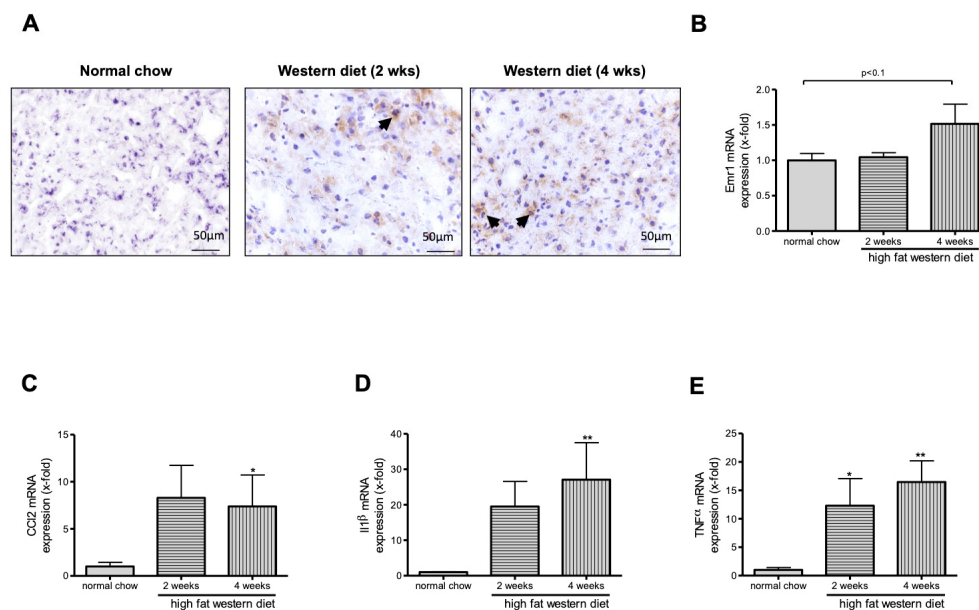 A
Normal chow
Western diet (2 wks)
Western diet (4 wks)
50µm
50µm
50µm
B
p<0.1
Emr1 mRNA
expression (x-fold)
2.0
1.5
1.0
0.5
0.0
normal chow
2 weeks
4 weeks
high fat western diet
C
CCl2 mRNA
expression (x-fold)
15
10
5
0
*
normal chow
2 weeks
4 weeks
high fat western diet
D
Il1β mRNA
expression (x-fold)
40
30
20
10
0
**
normal chow
2 weeks
4 weeks
high fat western diet
E
TNFα mRNA
expression (x-fold)
25
20
15
10
5
0
*
**
normal chow
2 weeks
4 weeks
high fat western diet